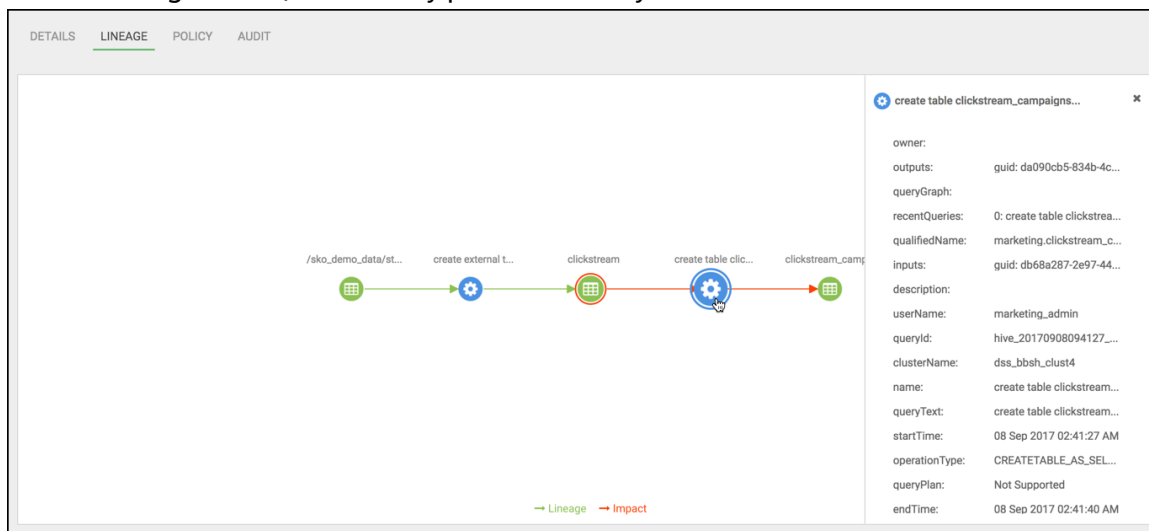 DETAILS LINEAGE POLICY AUDIT
/sko_demo_data/st... create external t... clickstream create table clic... clickstream_camp
→ Lineage → Impact
create table clickstream_campaigns... ×
owner:
outputs: guid: da090cb5-834b-4c...
queryGraph:
recentQueries: 0: create table clickstrea...
qualifiedName: marketing.clickstream_c...
inputs: guid: db68a287-2e97-44...
description:
userName: marketing_admin
queryId: hive_20170908094127_...
clusterName: dss_bbsh_clust4
name: create table clickstream...
queryText: create table clickstream...
startTime: 08 Sep 2017 02:41:27 AM
operationType: CREATETABLE_AS_SEL...
queryPlan: Not Supported
endTime: 08 Sep 2017 02:41:40 AM